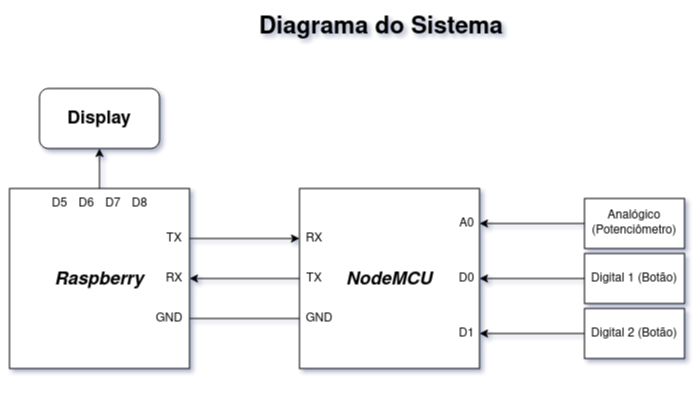 Diagrama do Sistema
Display
D5 D6 D7 D8
TX
RX
GND
Raspberry
RX
TX
GND
NodeMCU
A0
D0
D1
Analógico
(Potenciômetro)
Digital 1 (Botão)
Digital 2 (Botão)